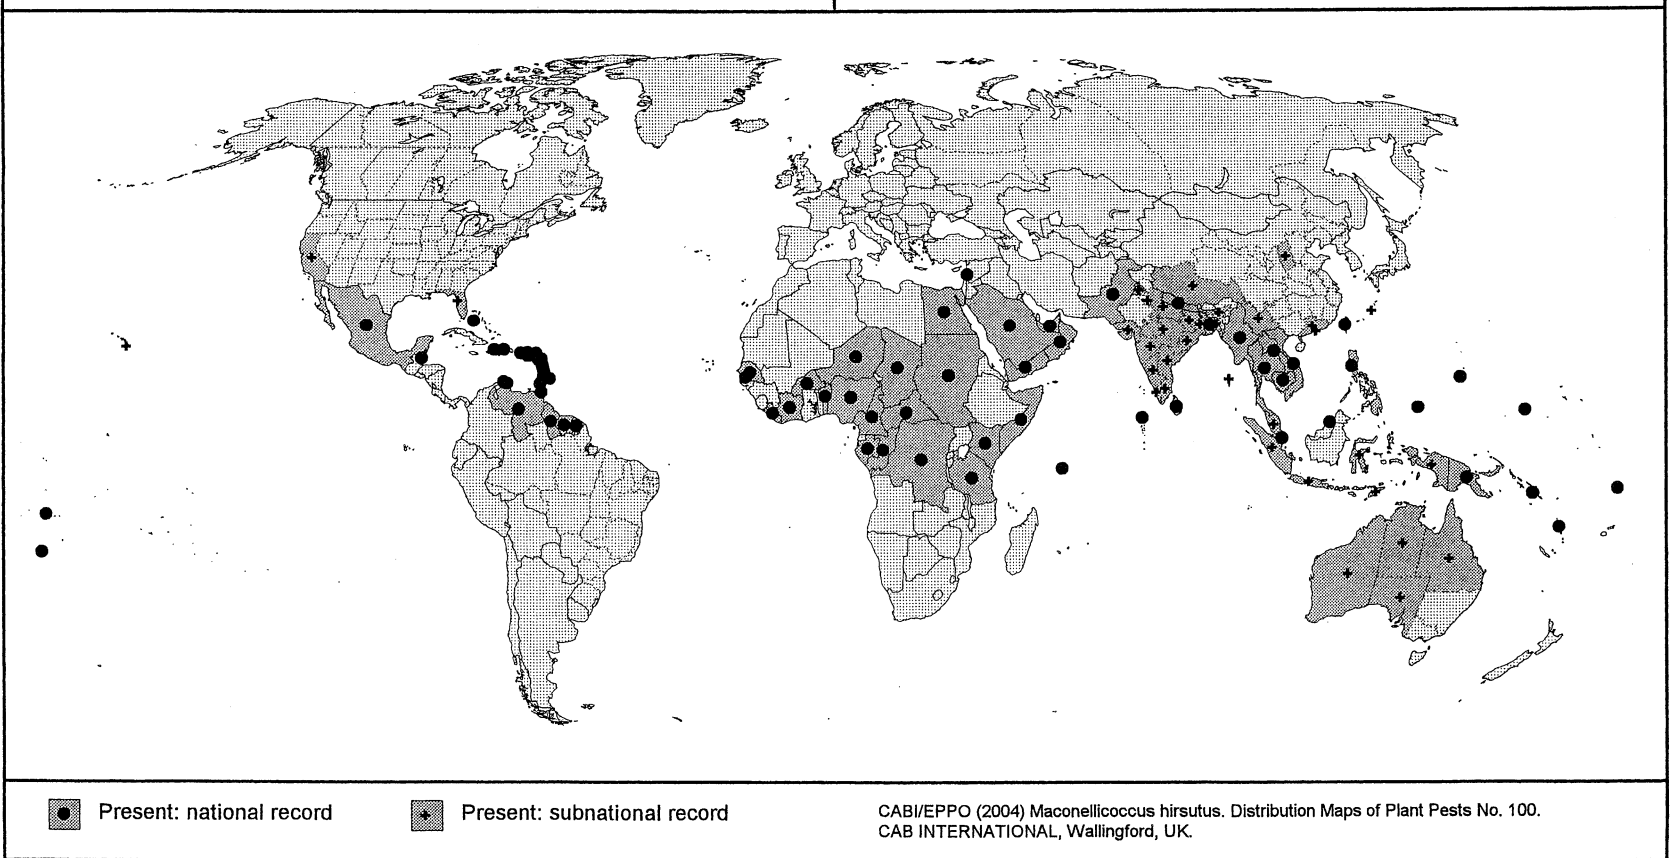 Present: national record
Present: subnational record
CABI/EPPO (2004) Maconellicoccus hirsutus. Distribution Maps of Plant Pests No. 100.
CAB INTERNATIONAL, Wallingford, UK.